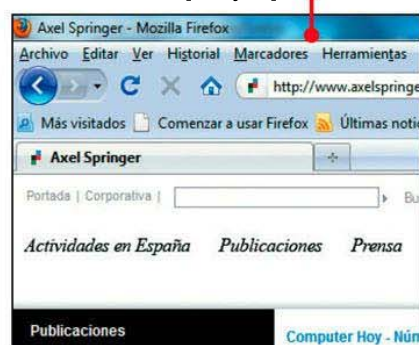 Axel Springer - Mozilla Firefox
Archivo Editar Ver Historial Marcadores Herramientas
http://www.axelspringe
Más visitados Comenzar a usar Firefox Últimas notic
Axel Springer
Portada | Corporativa | Bu
Actividades en España Publicaciones Prensa
Publicaciones
Computer Hoy - Núm